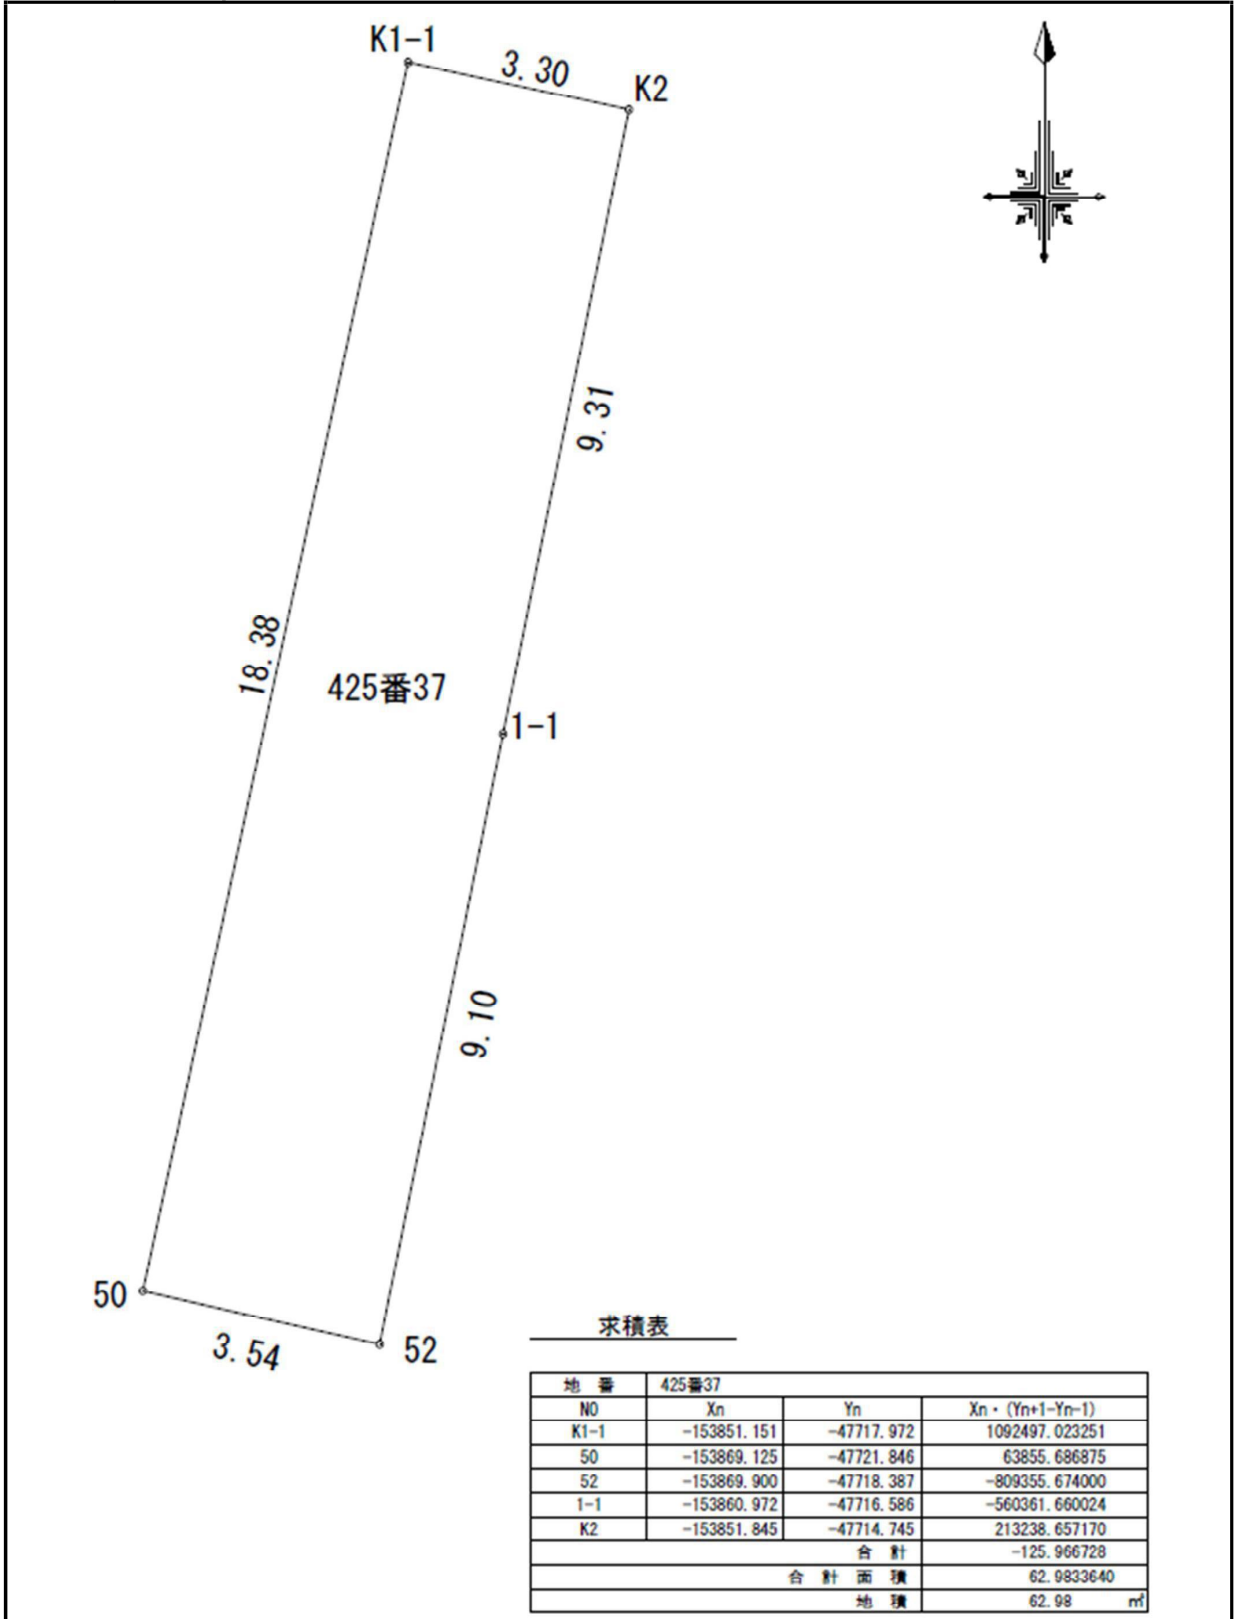 K1-1
3.30
K2
9.31
18.38
425番37
1-1
9.10
50
3.54
52
求積表
地 番 425番37
NO Xn Yn Xn・(Yn+1-Yn-1)
K1-1 -153851.151 -47717.972 1092497.023251
50 -153869.125 -47721.846 63855.686875
52 -153869.900 -47718.387 -809355.674000
1-1 -153860.972 -47716.586 -560361.660024
K2 -153851.845 -47714.745 213238.657170
合 計 -125.966728
合 計 面 積 62.9833640
地 積 62.98 ㎡